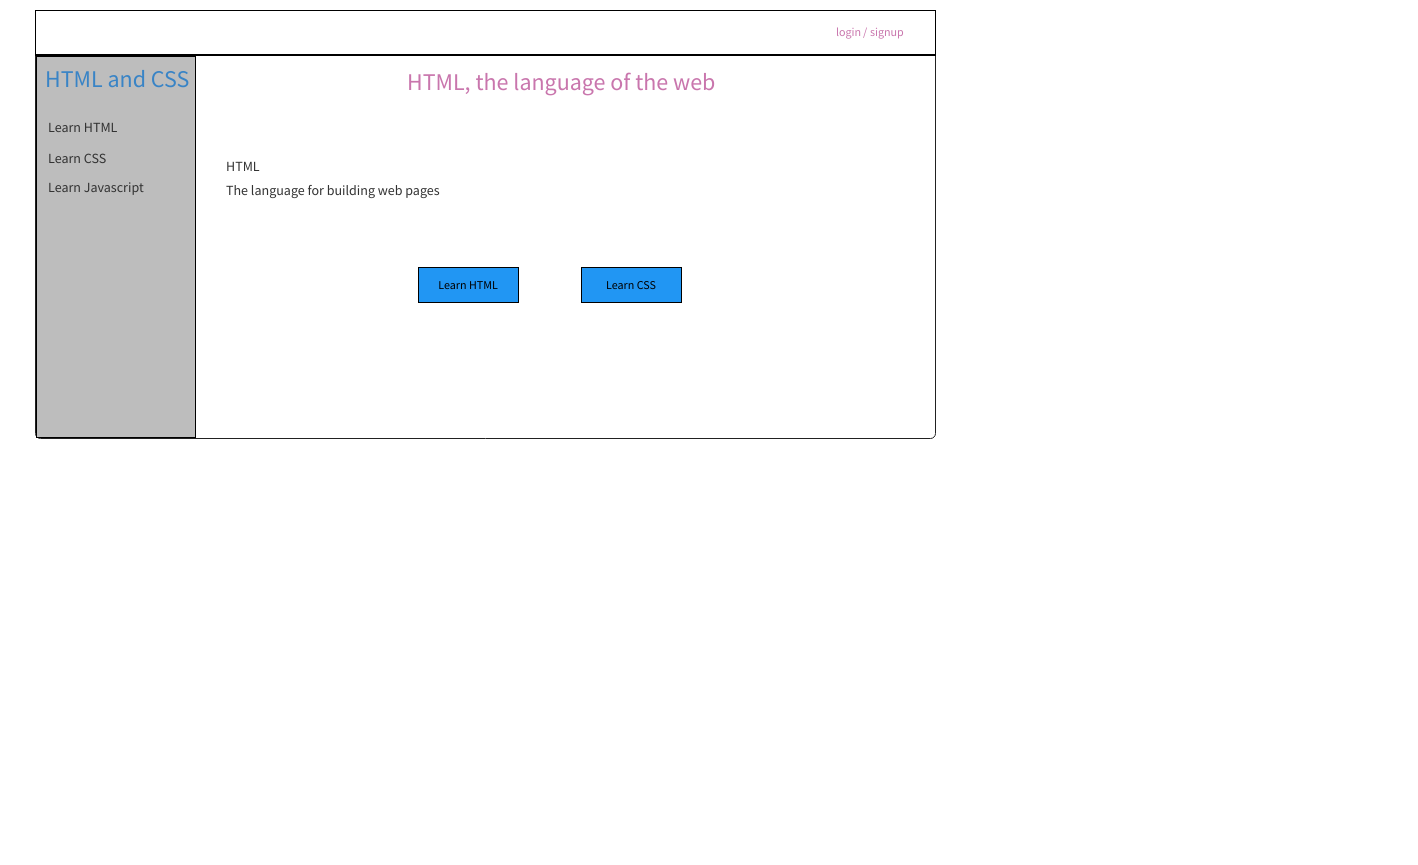 login / signup
HTML and CSS
Learn HTML
Learn CSS
Learn Javascript
HTML, the language of the web
HTML
The language for building web pages
Learn HTML
Learn CSS